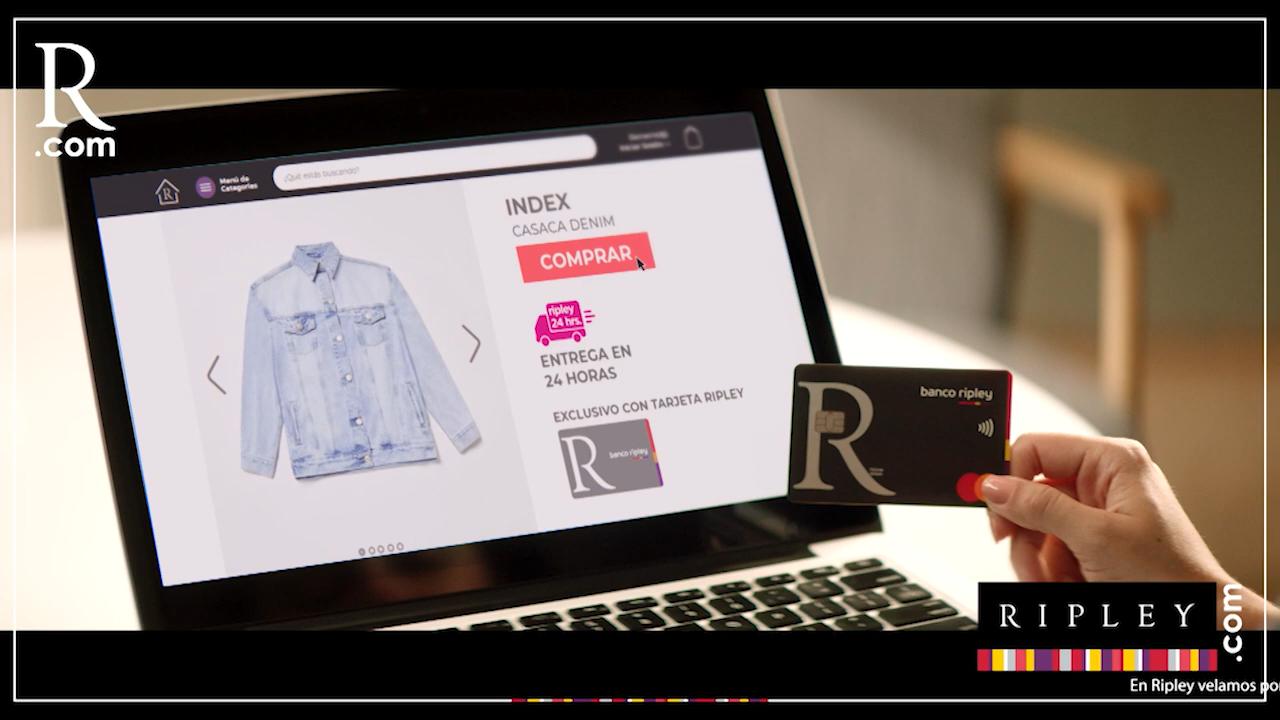 R
.com
R
Menú de
Categorías
¿Qué estás buscando?
INDEX
CASACA DENIM
COMPRAR
ripley
24 hrs.
ENTREGA EN
24 HORAS
EXCLUSIVO CON TARJETA RIPLEY
R
banco ripley
R
banco ripley
RIPLEY
.com
En Ripley velamos por